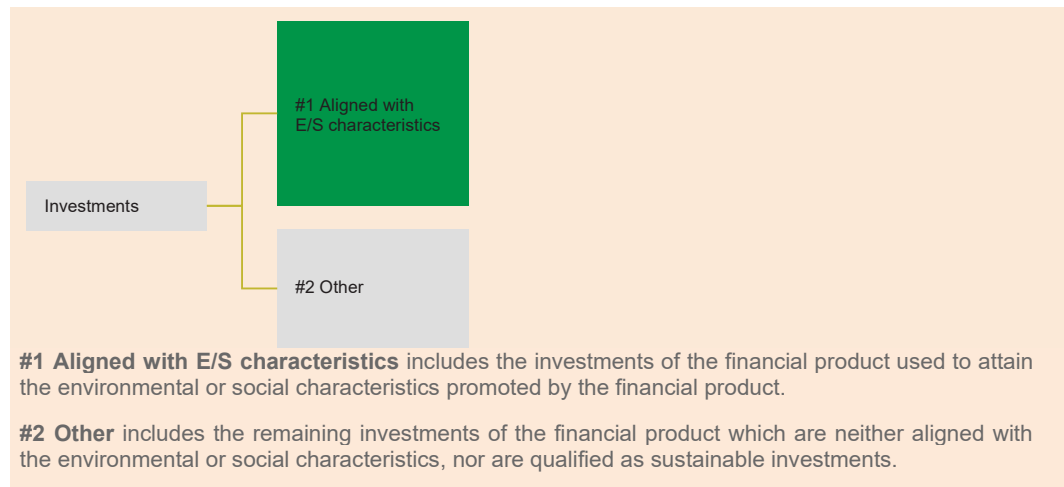 #1 Aligned with
E/S characteristics
Investments
#2 Other
#1 Aligned with E/S characteristics includes the investments of the financial product used to attain
the environmental or social characteristics promoted by the financial product.
#2 Other includes the remaining investments of the financial product which are neither aligned with
the environmental or social characteristics, nor are qualified as sustainable investments.